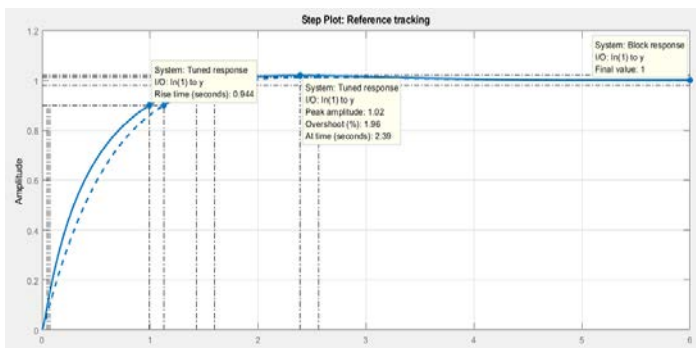 Step Plot: Reference tracking
1.2
System: Block response
I/O: In(1) to y
Final value: 1
1
System: Tuned response
I/O: In(1) to y
Rise time (seconds): 0.944
System: Tuned response
I/O: In(1) to y
Peak amplitude: 1.02
Overshoot (%): 1.96
At time (seconds): 2.39
0.8
0.6
Amplitude
0.4
0.2
0
0 1 2 3 4 5 6